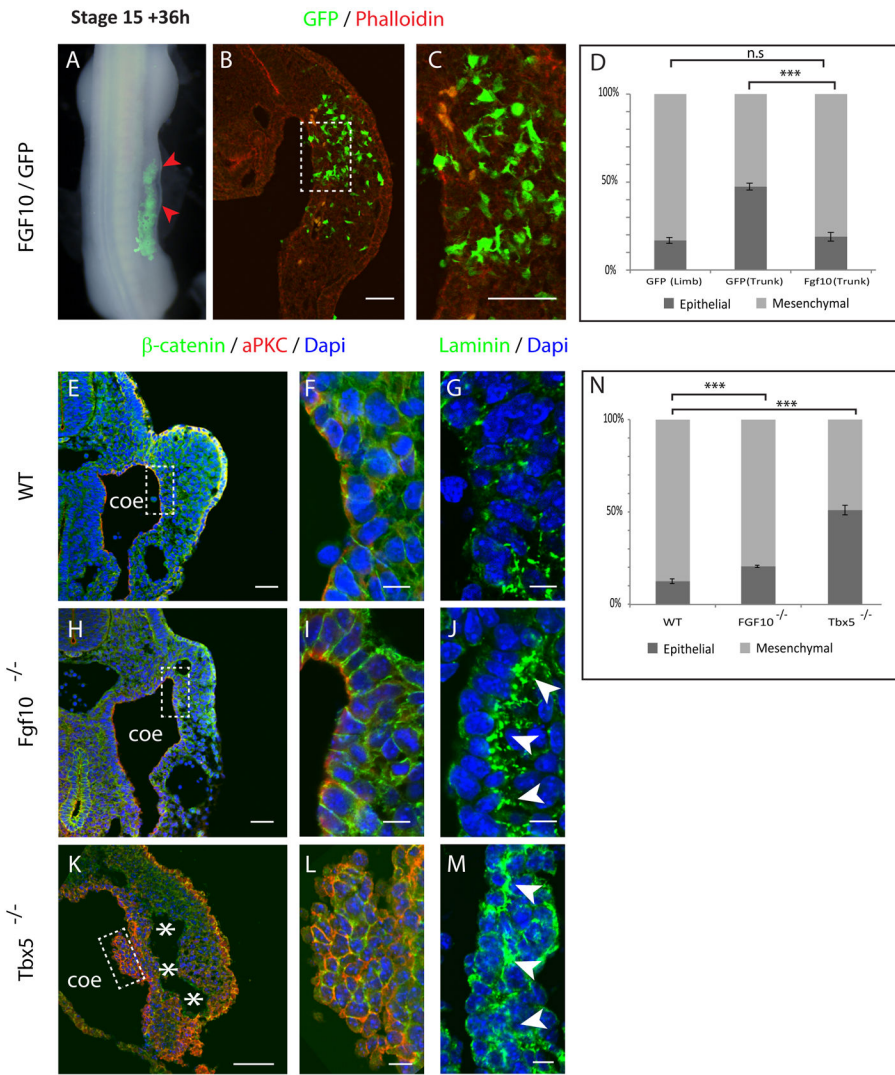 Stage 15 +36h
GFP / Phalloidin
FGF10 / GFP
A
B
C
D
n.s
***
100%
50%
0%
GFP (Limb)
GFP(Trunk)
Fgf10(Trunk)
Epithelial
Mesenchymal
β-catenin / aPKC / Dapi
Laminin / Dapi
WT
E
coe
F
G
N
***
***
100%
50%
0%
WT
FGF10 -/-
Tbx5 -/-
Epithelial
Mesenchymal
Fgf10 -/-
H
coe
I
J
Tbx5 -/-
K
coe
*
*
*
L
M